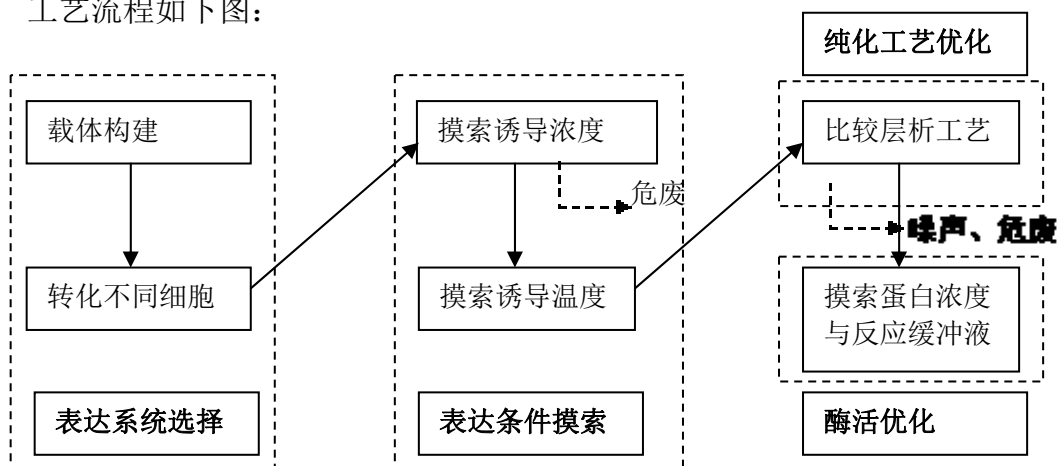 工艺流程如下图：
纯化工艺优化
载体构建
摸索诱导浓度
比较层析工艺
危废
噪声、危废
转化不同细胞
摸索诱导温度
摸索蛋白浓度
与反应缓冲液
表达系统选择
表达条件摸索
酶活优化